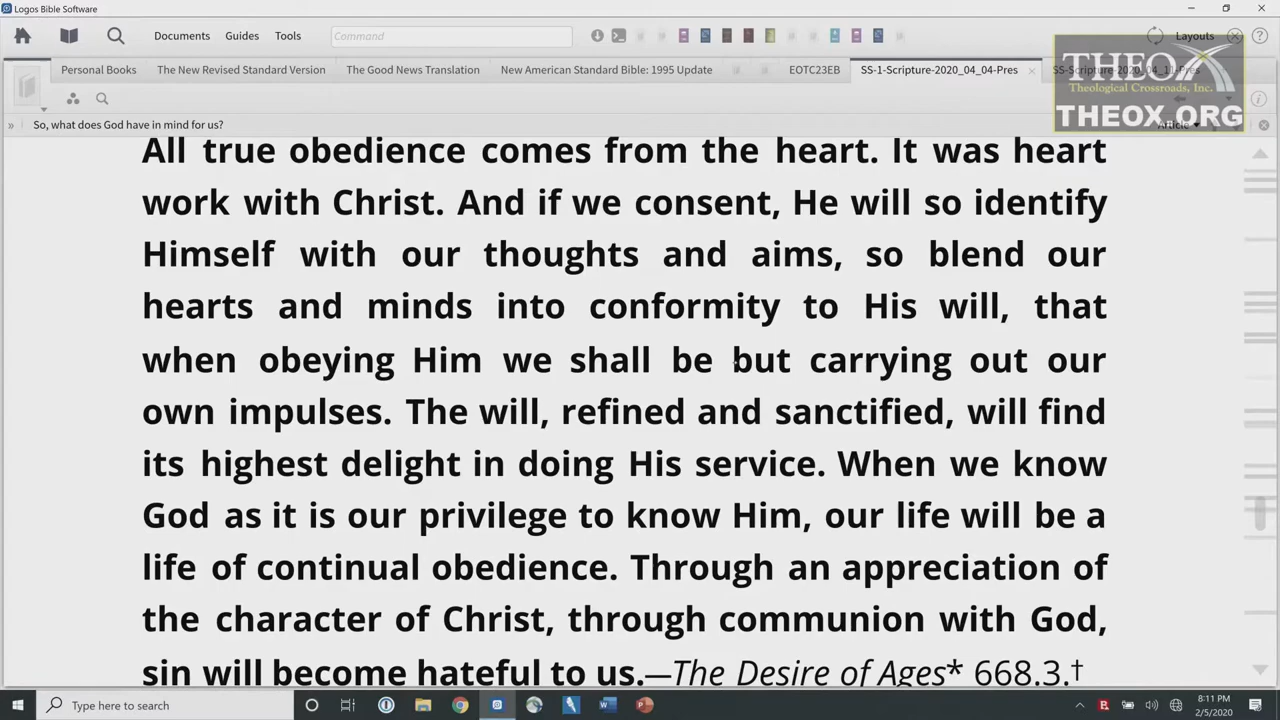 Logos Bible Software
Documents Guides Tools Command Layouts
Personal Books The New Revised Standard Version New American Standard Bible: 1995 Update EOTC23EB SS-1-Scripture-2020_04_04-Pres
THEOX
Theological Crossroads, Inc.
THEOX.ORG
So, what does God have in mind for us?
All true obedience comes from the heart. It was heart
work with Christ. And if we consent, He will so identify
Himself with our thoughts and aims, so blend our
hearts and minds into conformity to His will, that
when obeying Him we shall be but carrying out our
own impulses. The will, refined and sanctified, will find
its highest delight in doing His service. When we know
God as it is our privilege to know Him, our life will be a
life of continual obedience. Through an appreciation of
the character of Christ, through communion with God,
sin will become hateful to us.—The Desire of Ages* 668.3.†
Type here to search
8:11 PM
2/5/2020